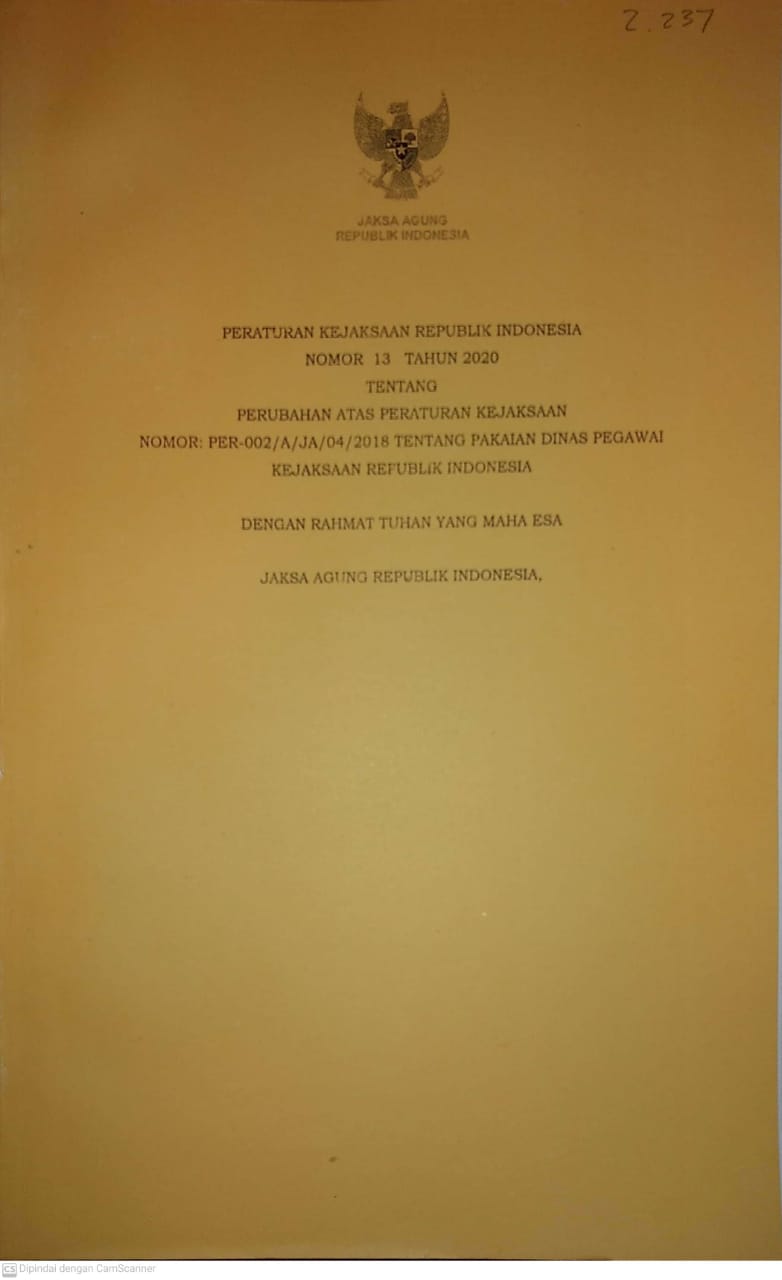 2.237
JAKSA AGUNG
REPUBLIK INDONESIA
PERATURAN KEJAKSAAN REPUBLIK INDONESIA
NOMOR 13 TAHUN 2020
TENTANG
PERUBAHAN ATAS PERATURAN KEJAKSAAN
NOMOR: PER-002/A/JA/04/2018 TENTANG PAKAIAN DINAS PEGAWAI
KEJAKSAAN REPUBLIK INDONESIA
DENGAN RAHMAT TUHAN YANG MAHA ESA
JAKSA AGUNG REPUBLIK INDONESIA,
CS Dipindai dengan CamScanner